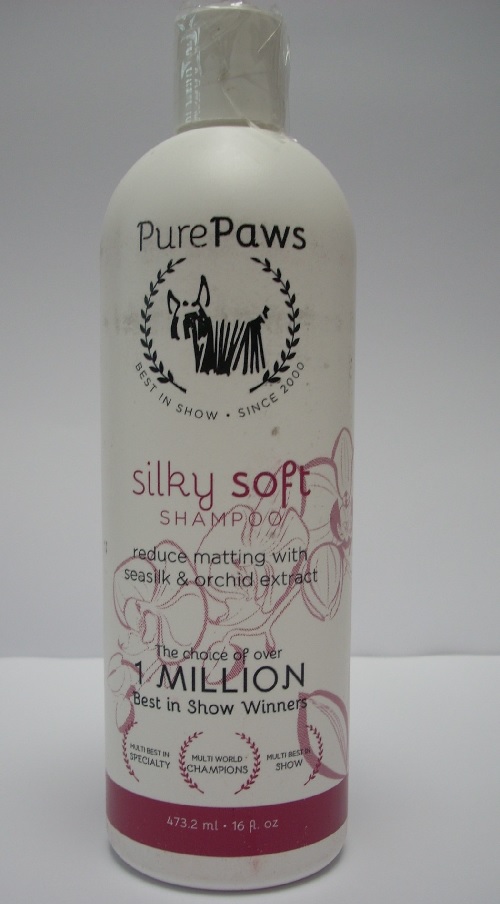 PurePaws
BEST IN SHOW • SINCE 2000
silky soft
SHAMPOO
reduce matting with
seasilk & orchid extract
The choice of over
1 MILLION
Best in Show Winners
MULTI BEST IN
SPECIALTY
MULTI WORLD
CHAMPIONS
MULTI BEST IN
SHOW
473.2 ml • 16 fl. oz